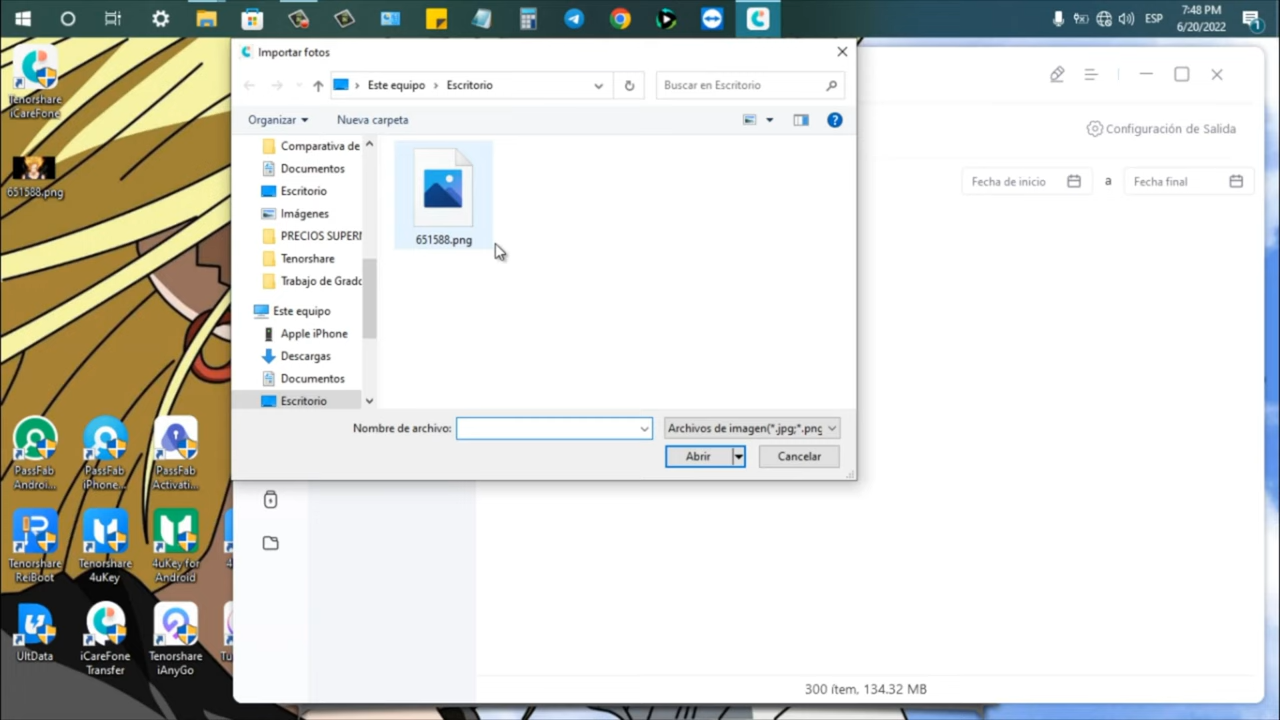 7:48 PM
ESP
6/20/2022
1
Importar fotos
Este equipo
Escritorio
Buscar en Escritorio
Organizar
Nueva carpeta
Comparativa de
Documentos
Escritorio
Imágenes
PRECIOS SUPERM
Tenorshare
Trabajo de Grado
Este equipo
Apple iPhone
Descargas
Documentos
Escritorio
651588.png
Nombre de archivo:
Archivos de imagen(*.jpg;*.png
Abrir
Cancelar
Configuración de Salida
Fecha de inicio
a
Fecha final
300 ítem, 134.32 MB
Tenorshare
iCareFone
651588.png
PassFab
Androi...
PassFab
iPhone...
PassFab
Activati...
Tenorshare
ReiBoot
Tenorshare
4uKey
4uKey for
Android
UltData
iCareFone
Transfer
Tenorshare
iAnyGo